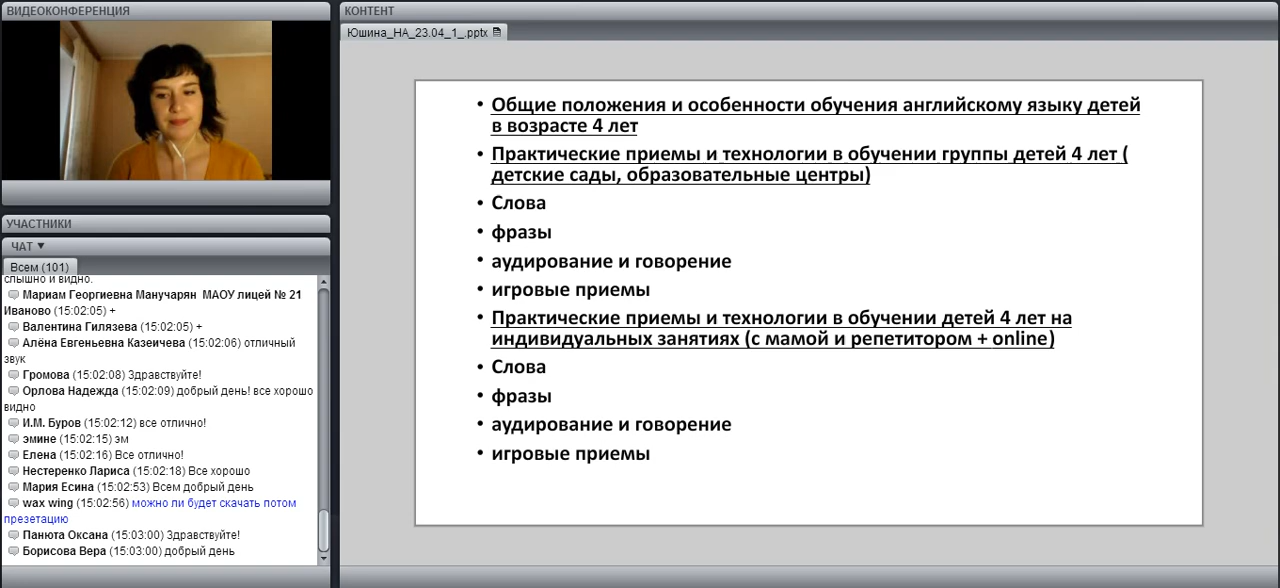 ВИДЕОКОНФЕРЕНЦИЯ
УЧАСТНИКИ
ЧАТ ▼
Всем (101)
слышно и видно.
Мариам Георгиевна Манучарян МАОУ лицей № 21
Иваново (15:02:05) +
Валентина Гилязева (15:02:05) +
Алёна Евгеньевна Казеичева (15:02:06) отличный
звук
Громова (15:02:08) Здравствуйте!
Орлова Надежда (15:02:09) добрый день! все хорошо
видно
И.М. Буров (15:02:12) все отлично!
эмине (15:02:15) эм
Елена (15:02:16) Все отлично!
Нестеренко Лариса (15:02:18) Все хорошо
Мария Есина (15:02:53) Всем добрый день
wax wing (15:02:56) можно ли будет скачать потом
презетацию
Панюта Оксана (15:03:00) Здравствуйте!
Борисова Вера (15:03:00) добрый день
КОНТЕНТ
Юшина_НА_23.04_1_.pptx
• Общие положения и особенности обучения английскому языку детей
в возрасте 4 лет
• Практические приемы и технологии в обучении группы детей 4 лет (
детские сады, образовательные центры)
• Слова
• фразы
• аудирование и говорение
• игровые приемы
• Практические приемы и технологии в обучении детей 4 лет на
индивидуальных занятиях (с мамой и репетитором + online)
• Слова
• фразы
• аудирование и говорение
• игровые приемы